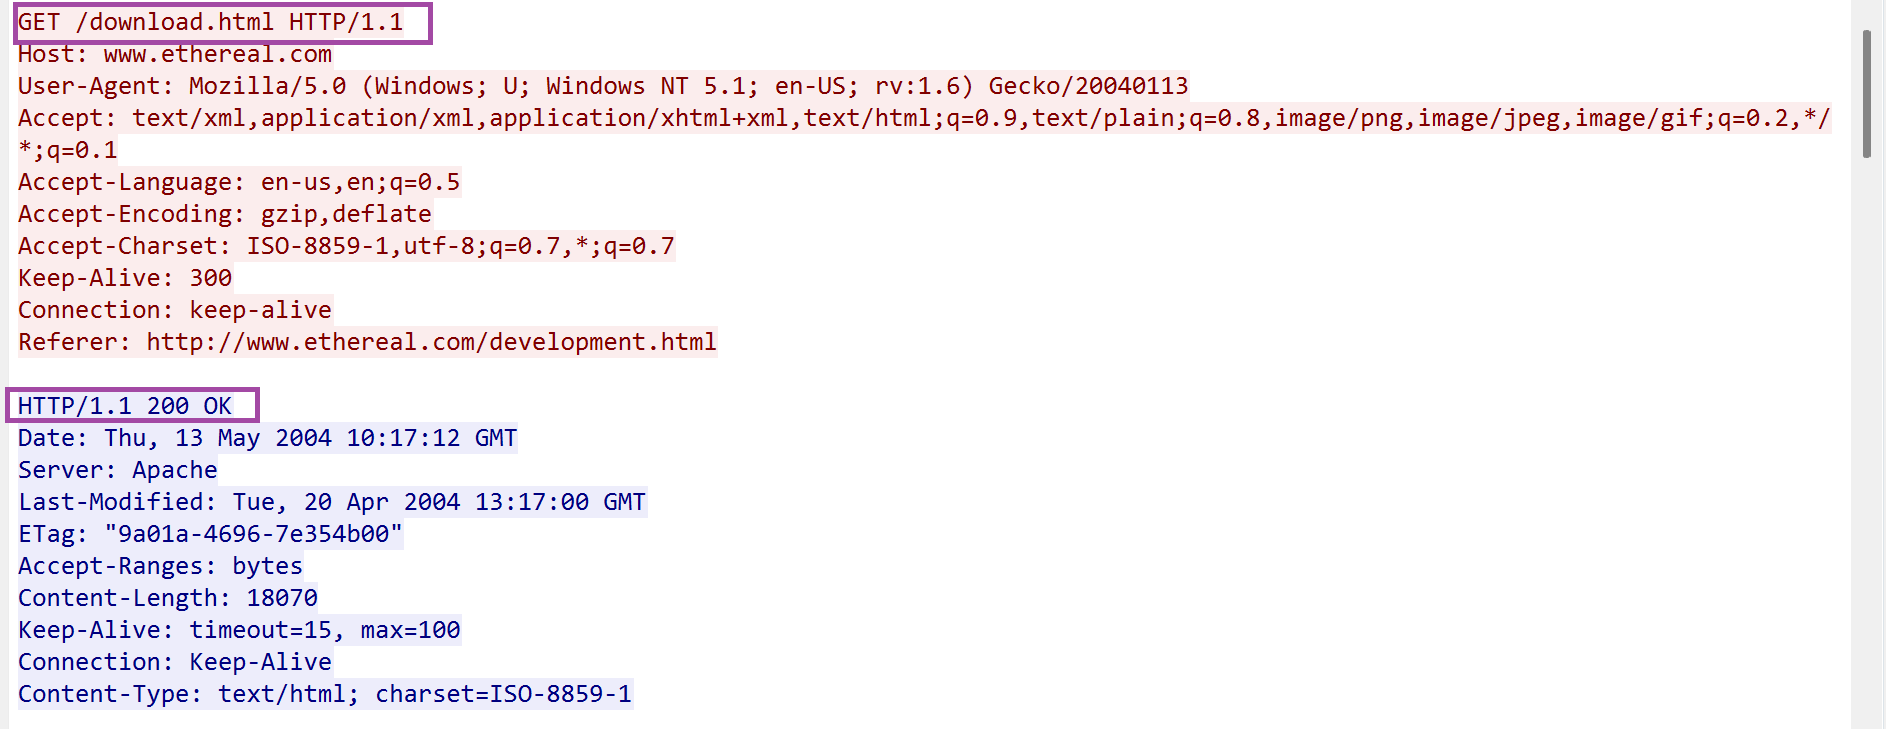 GET /download.html HTTP/1.1
Host: www.ethereal.com
User-Agent: Mozilla/5.0 (Windows; U; Windows NT 5.1; en-US; rv:1.6) Gecko/20040113
Accept: text/xml,application/xml,application/xhtml+xml,text/html;q=0.9,text/plain;q=0.8,image/png,image/jpeg,image/gif;q=0.2,*/
*;q=0.1
Accept-Language: en-us,en;q=0.5
Accept-Encoding: gzip,deflate
Accept-Charset: ISO-8859-1,utf-8;q=0.7,*;q=0.7
Keep-Alive: 300
Connection: keep-alive
Referer: http://www.ethereal.com/development.html
HTTP/1.1 200 OK
Date: Thu, 13 May 2004 10:17:12 GMT
Server: Apache
Last-Modified: Tue, 20 Apr 2004 13:17:00 GMT
ETag: "9a01a-4696-7e354b00"
Accept-Ranges: bytes
Content-Length: 18070
Keep-Alive: timeout=15, max=100
Connection: Keep-Alive
Content-Type: text/html; charset=ISO-8859-1